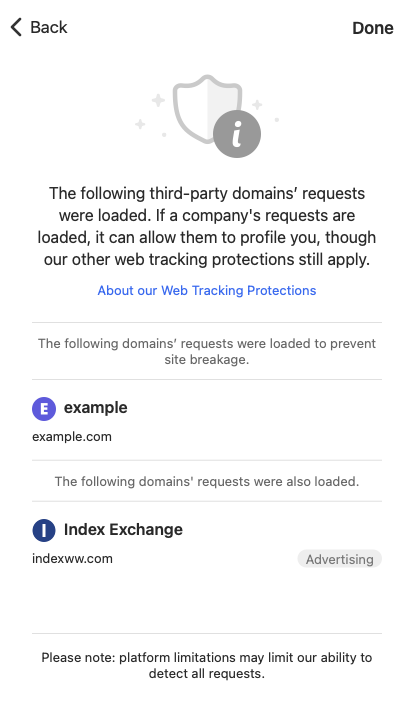 Back
Done
The following third-party domains’ requests
were loaded. If a company's requests are
loaded, it can allow them to profile you, though
our other web tracking protections still apply.
About our Web Tracking Protections
The following domains’ requests were loaded to prevent
site breakage.
E example
example.com
The following domains' requests were also loaded.
I Index Exchange
indexww.com
Advertising
Please note: platform limitations may limit our ability to
detect all requests.